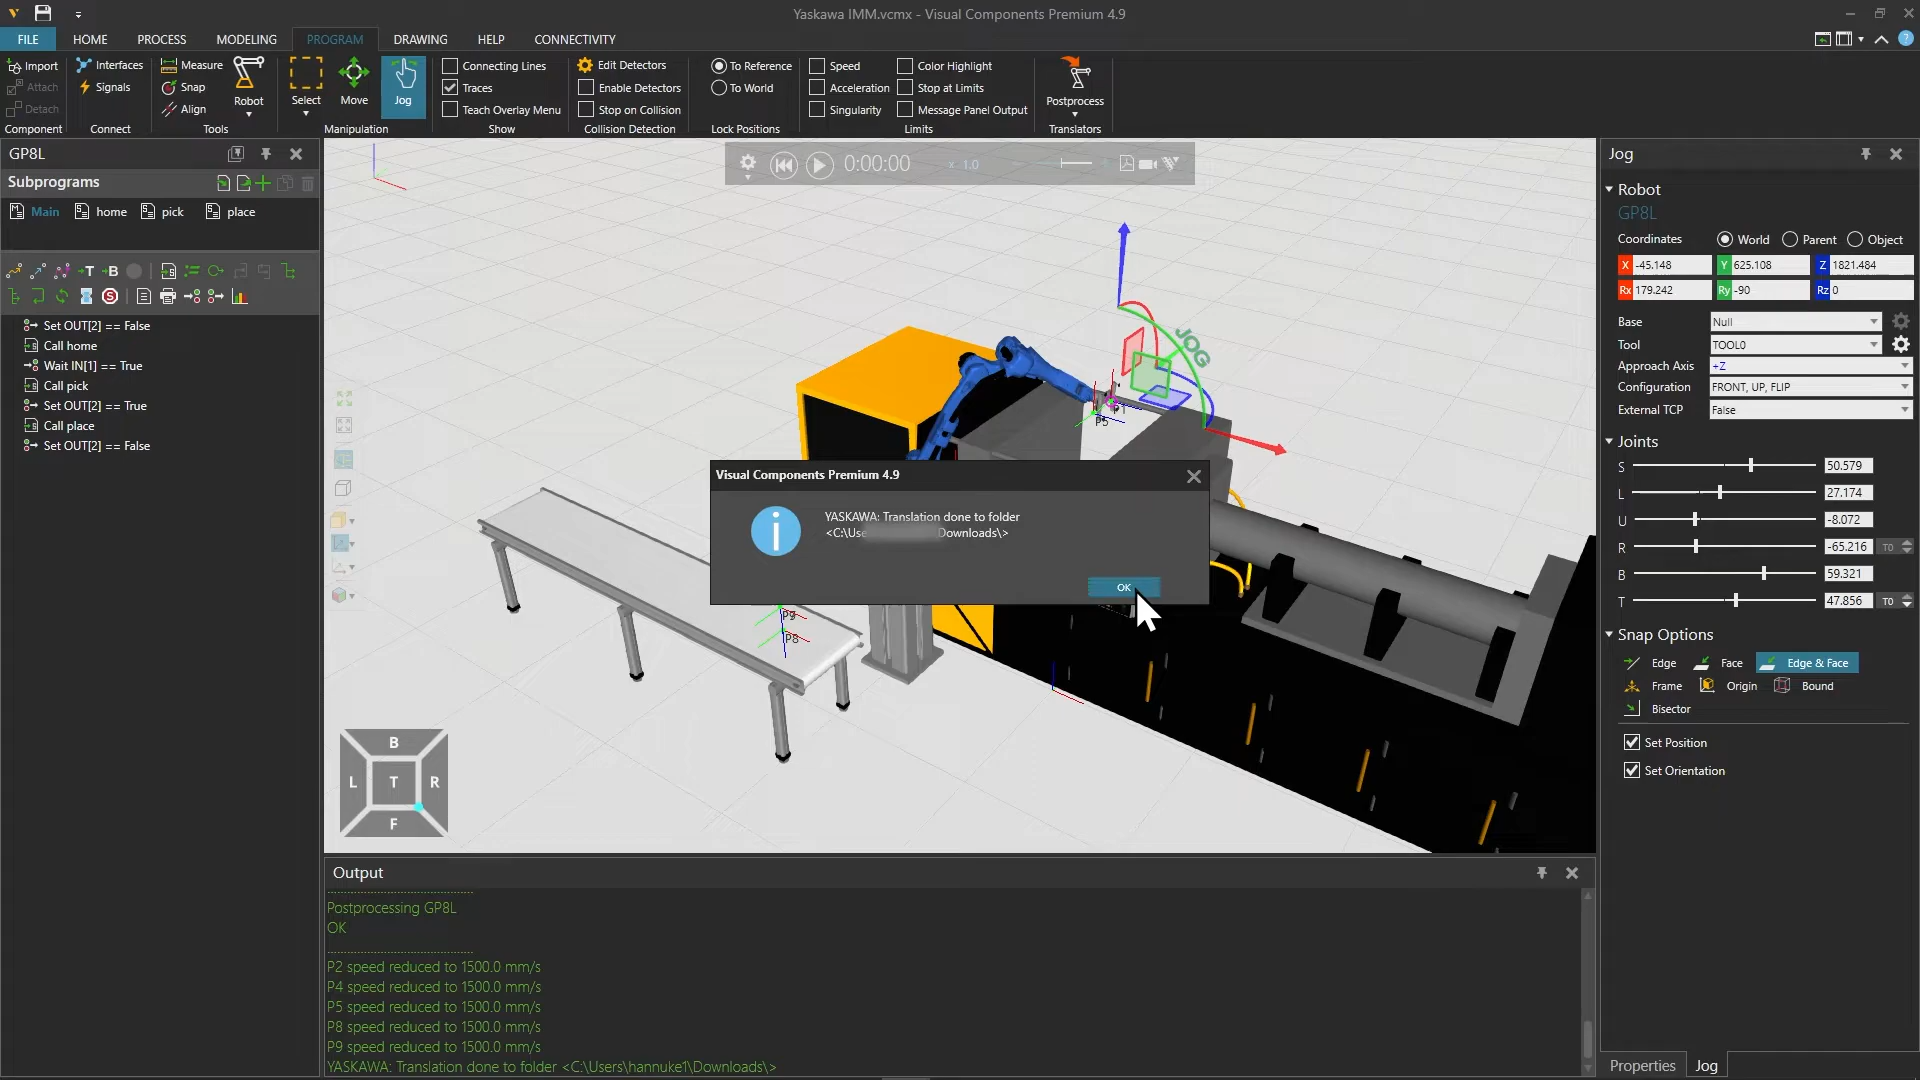 Yaskawa IMM.vcmx - Visual Components Premium 4.9
FILE HOME PROCESS MODELING PROGRAM DRAWING HELP CONNECTIVITY
Import Interfaces Measure Connecting Lines Edit Detectors To Reference Speed Color Highlight
Attach Signals Snap Traces Enable Detectors To World Acceleration Stop at Limits
Detach Align Robot Select Move Jog Teach Overlay Menu Stop on Collision Singularity Message Panel Output Postprocess
Component Connect Tools Manipulation Show Collision Detection Lock Positions Limits Translators
GP8L
Subprograms
Main home pick place
T B
Set OUT[2] == False
Call home
Wait IN[1] == True
Call pick
Set OUT[2] == True
Call place
Set OUT[2] == False
0:00:00 x 1.0
JOG
P1
P5
Visual Components Premium 4.9
YASKAWA: Translation done to folder
<C:\Use Downloads\>
OK
P9
P8
B
L T R
F
Output
Postprocessing GP8L
OK
P2 speed reduced to 1500.0 mm/s
P4 speed reduced to 1500.0 mm/s
P5 speed reduced to 1500.0 mm/s
P8 speed reduced to 1500.0 mm/s
P9 speed reduced to 1500.0 mm/s
YASKAWA: Translation done to folder <C:\Users\hannuke1\Downloads\>
Jog
Robot
GP8L
Coordinates World Parent Object
X -45.148 Y 625.108 Z 1821.484
Rx 179.242 Ry -90 Rz 0
Base Null
Tool TOOL0
Approach Axis +Z
Configuration FRONT, UP, FLIP
External TCP False
Joints
S 50.579
L 27.174
U -8.072
R -65.216 T0
B 59.321
T 47.856 T0
Snap Options
Edge Face Edge & Face
Frame Origin Bound
Bisector
Set Position
Set Orientation
Properties Jog